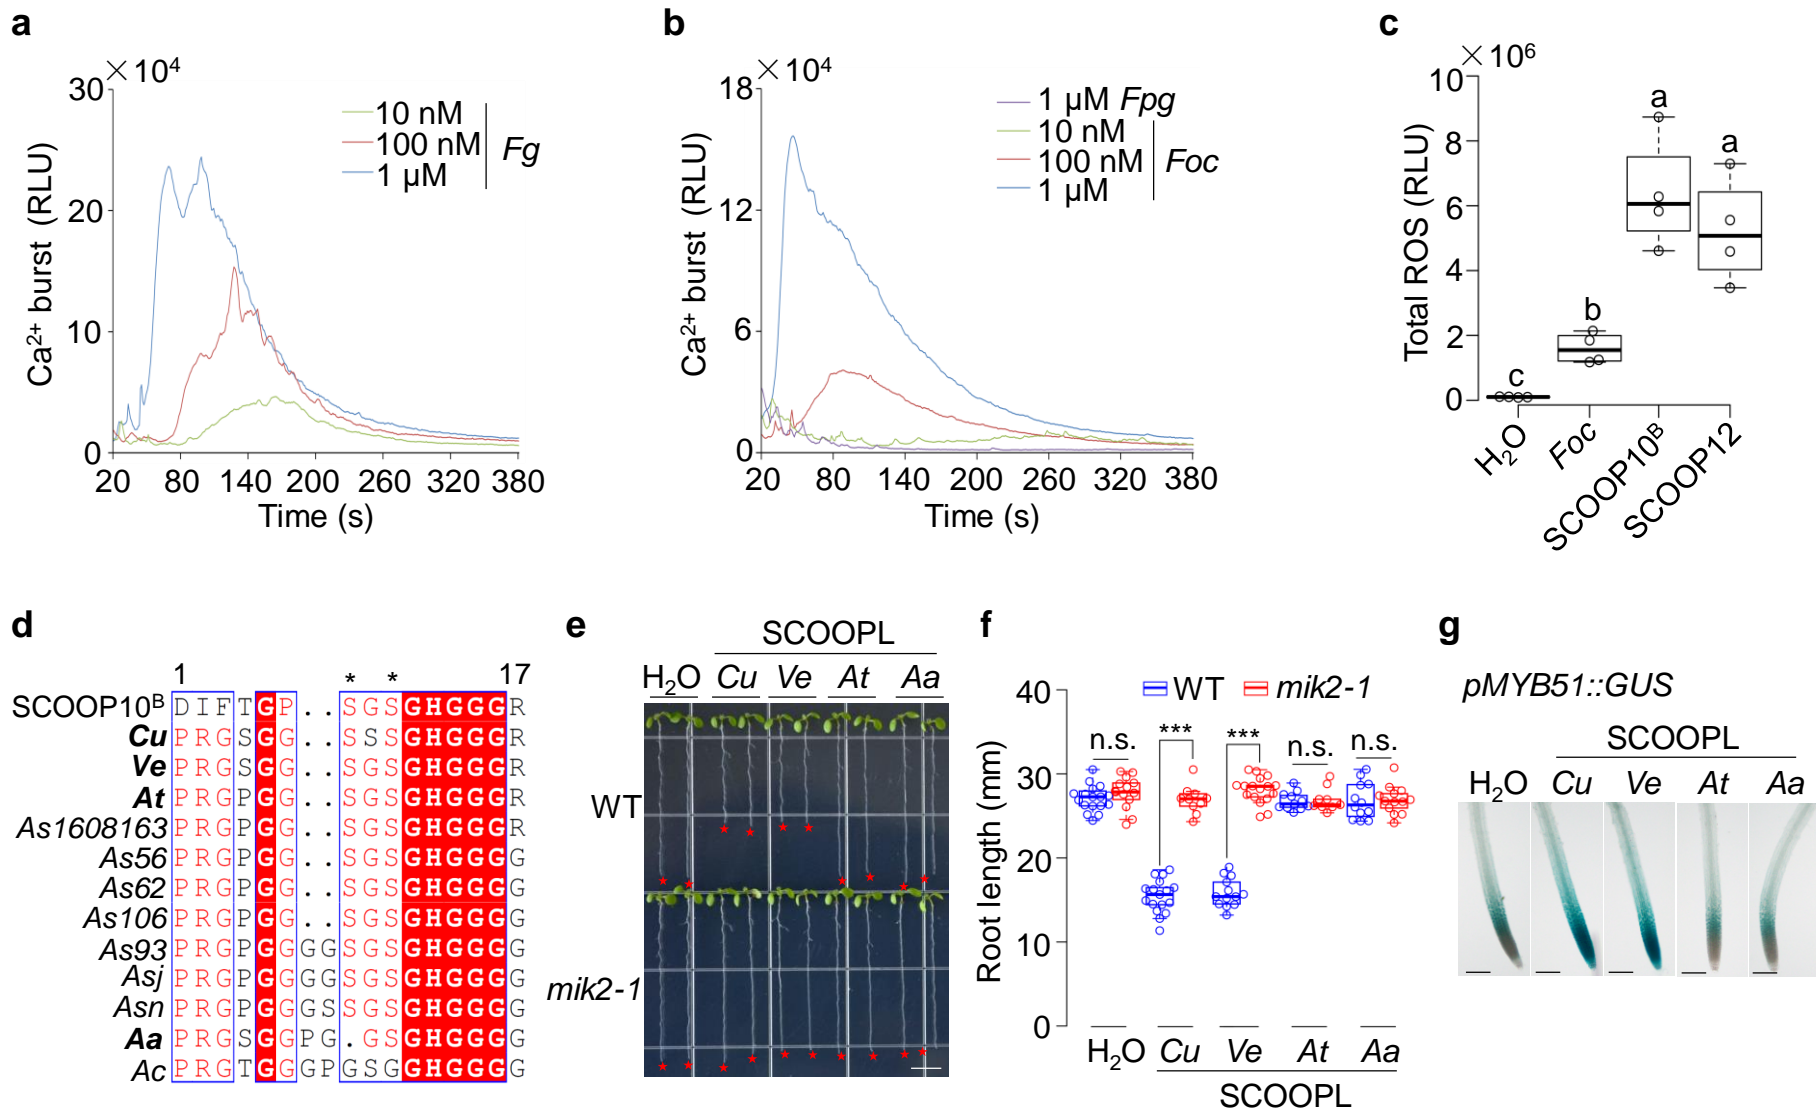 a
×10⁴
30
20
10
0
Ca²⁺ burst (RLU)
10 nM
100 nM
1 µM
Fg
20 80 140 200 260 320 380
Time (s)
b
×10⁴
18
12
6
0
Ca²⁺ burst (RLU)
1 µM Fpg
10 nM
100 nM
1 µM
Foc
20 80 140 200 260 320 380
Time (s)
c
×10⁶
10
8
6
4
2
0
Total ROS (RLU)
c
b
a
a
H₂O
Foc
SCOOP10ᴮ
SCOOP12
d
1 17
* *
SCOOP10ᴮ DIFTGP..SGSGHGGGR
Cu PRGSGG..SSSGHGGGR
Ve PRGSGG..SGSGHGGGR
At PRGPGG..SGSGHGGGR
As1608163 PRGPGG..SGSGHGGGR
As56 PRGPGG..SGSGHGGGG
As62 PRGPGG..SGSGHGGGG
As106 PRGPGG..SGSGHGGGG
As93 PRGPGGGGSGSGHGGGG
Asj PRGPGGGGSGSGHGGGG
Asn PRGPGGGSSGSGHGGGG
Aa PRGSGGPG.GSGHGGGG
Ac PRGTGGGPGSGGHGGGG
e
SCOOPL
H₂O Cu Ve At Aa
WT
mik2-1
f
WT mik2-1
40
30
20
10
0
Root length (mm)
n.s. *** *** n.s. n.s.
H₂O Cu Ve At Aa
SCOOPL
g
pMYB51::GUS
SCOOPL
H₂O Cu Ve At Aa